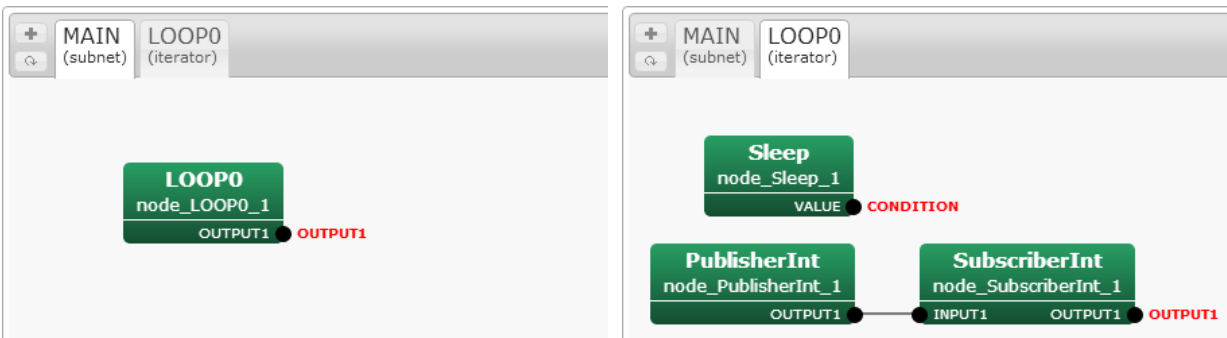 MAIN
(subnet)
LOOP0
(iterator)
LOOP0
node_LOOP0_1
OUTPUT1
OUTPUT1
MAIN
(subnet)
LOOP0
(iterator)
Sleep
node_Sleep_1
VALUE
CONDITION
PublisherInt
node_PublisherInt_1
OUTPUT1
SubscriberInt
node_SubscriberInt_1
INPUT1 OUTPUT1
OUTPUT1